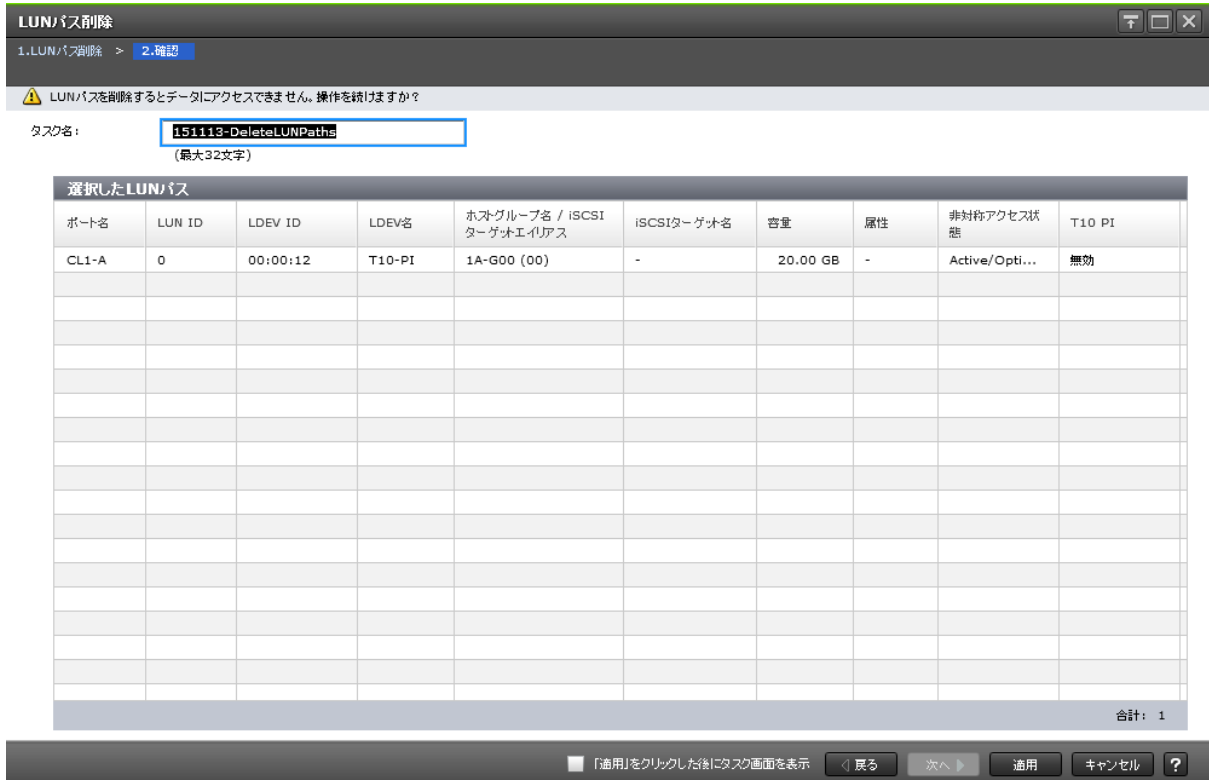 LUNパス削除
1.LUNパス削除 > 2.確認
LUNパスを削除するとデータにアクセスできません。操作を続けますか?
タスク名: 151113-DeleteLUNPaths
(最大32文字)
選択したLUNパス
ポート名 LUN ID LDEV ID LDEV名 ホストグループ名 / iSCSI iSCSIターゲット名 容量 属性 非対称アクセス状 T10 PI
ターゲットエイリアス 態
CL1-A 0 00:00:12 T10-PI 1A-G00 (00) - 20.00 GB - Active/Opti... 無効
合計: 1
「適用」をクリックした後にタスク画面を表示 戻る 次へ 適用 キャンセル ?